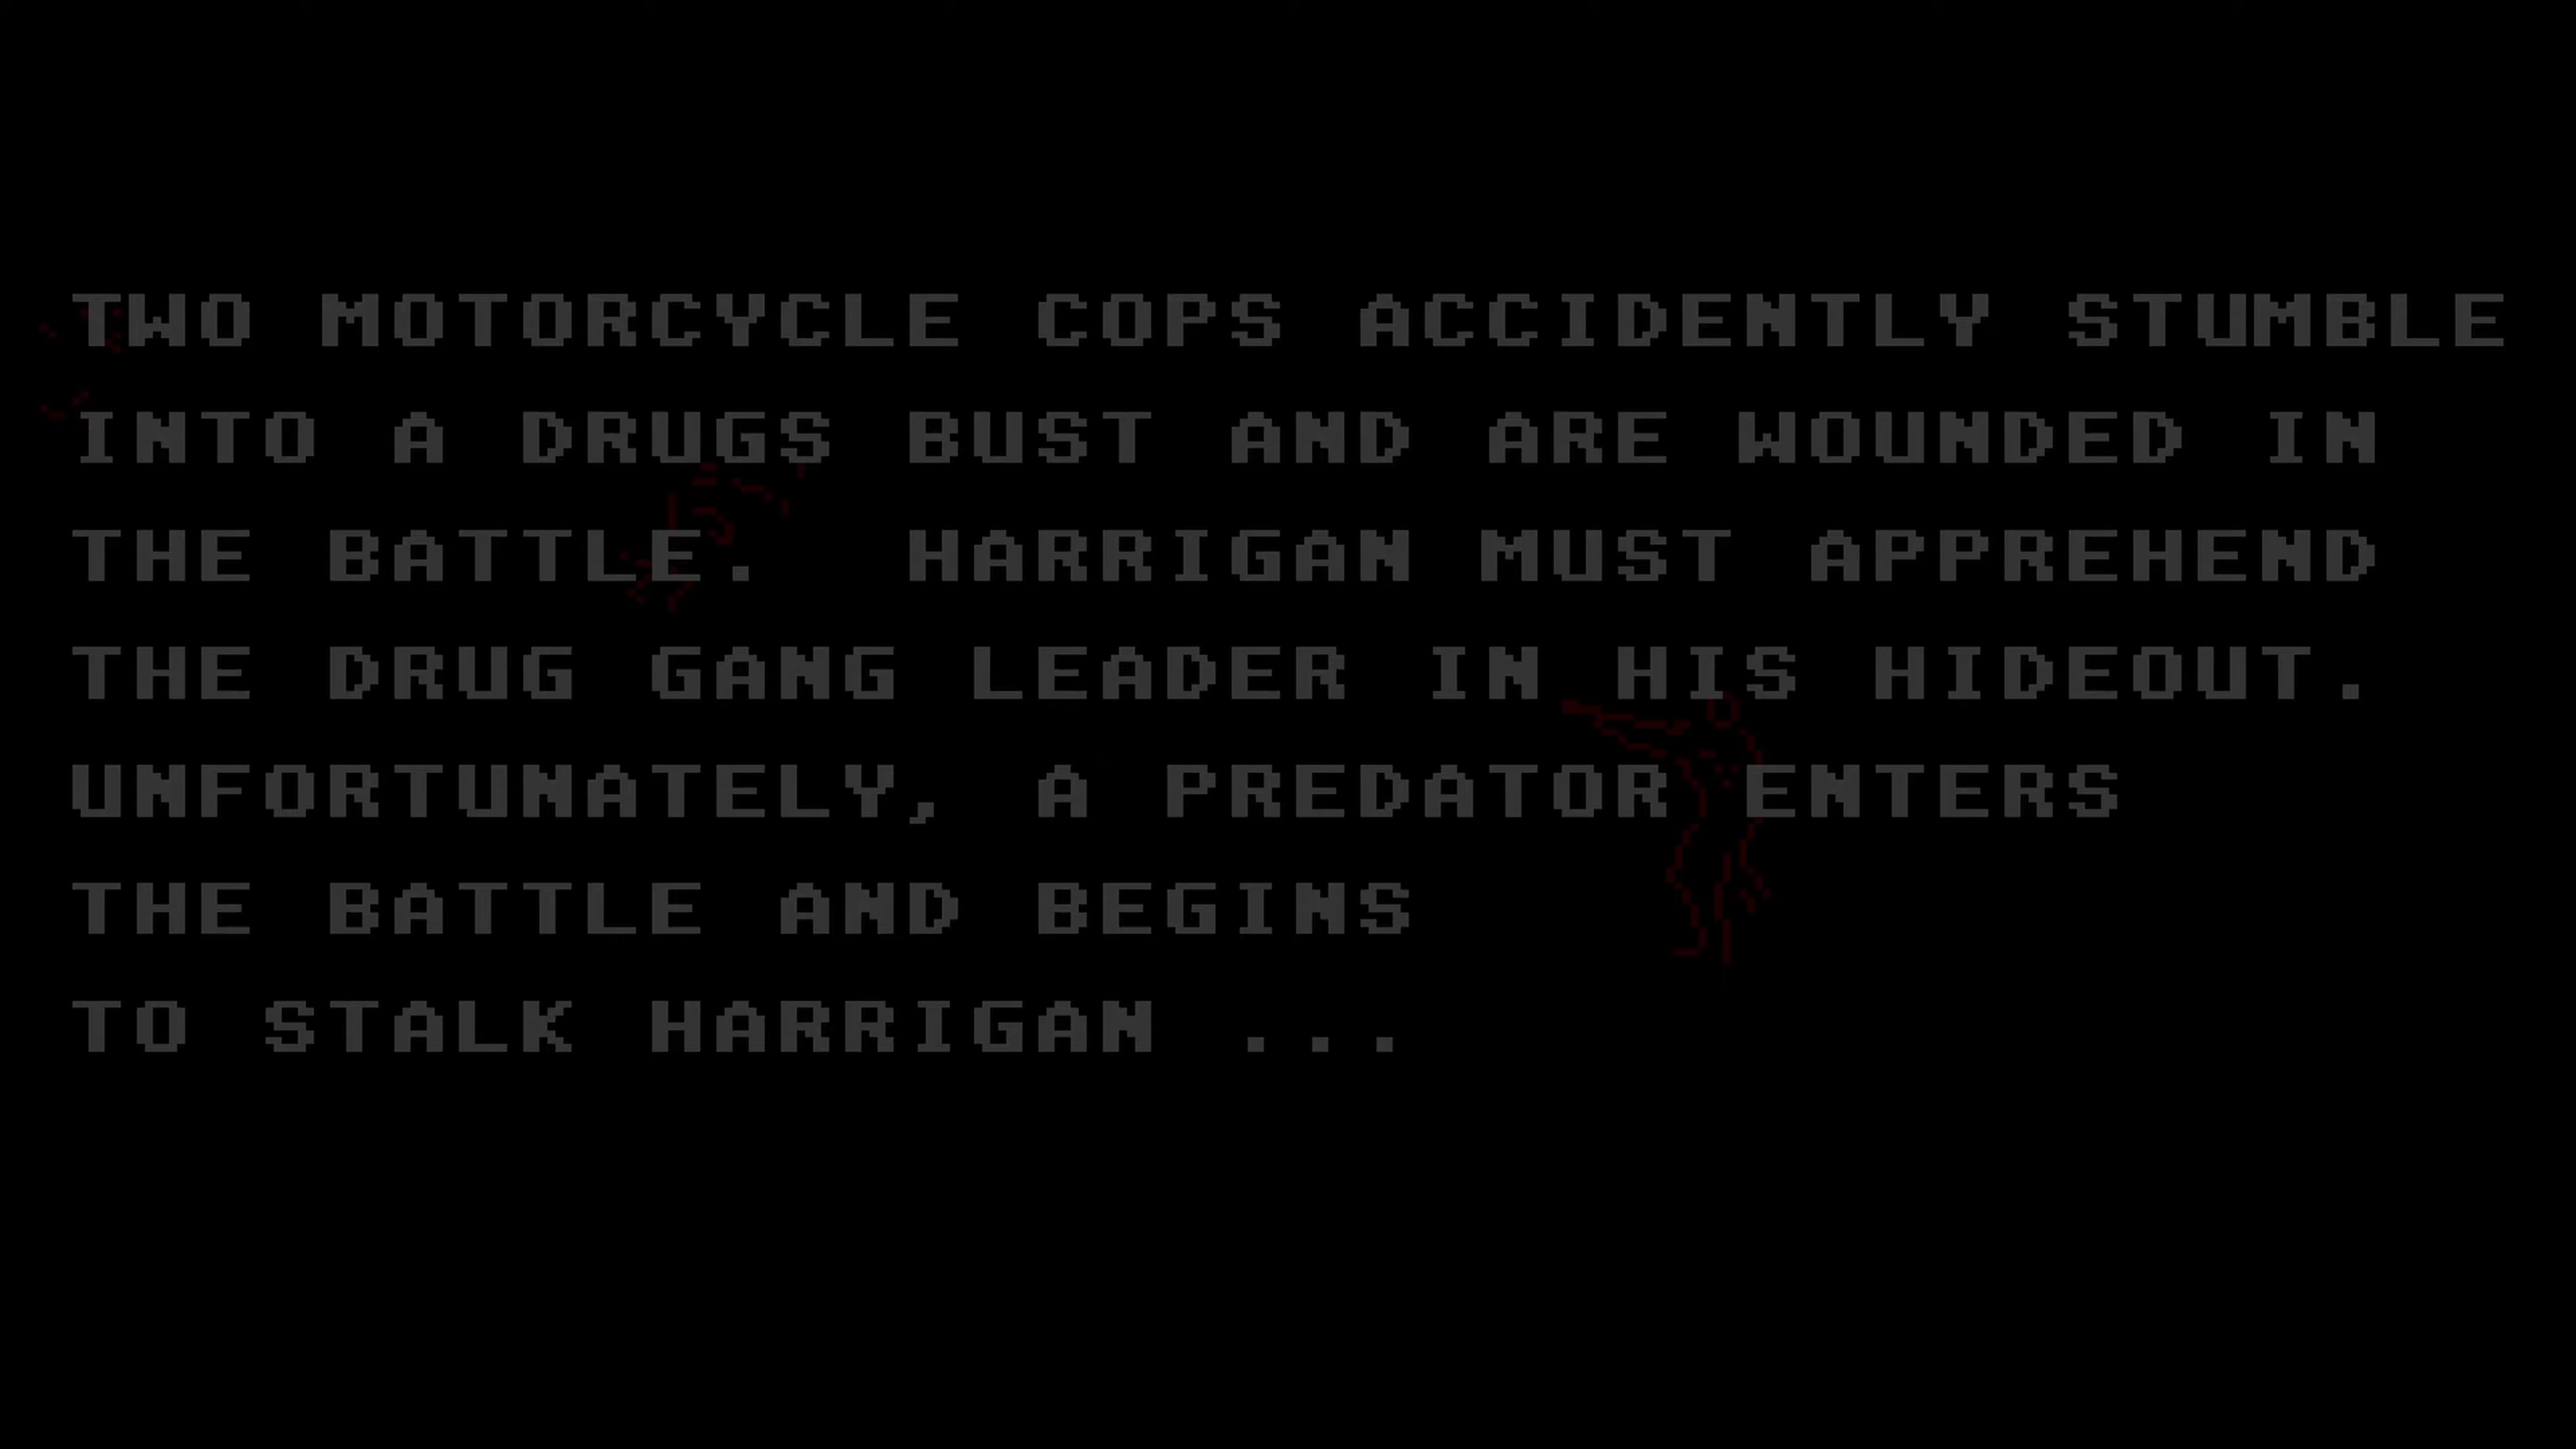 TWO MOTORCYCLE COPS ACCIDENTLY STUMBLE
INTO A DRUGS BUST AND ARE WOUNDED IN
THE BATTLE.  HARRIGAN MUST APPREHEND
THE DRUG GANG LEADER IN HIS HIDEOUT.
UNFORTUNATELY, A PREDATOR ENTERS
THE BATTLE AND BEGINS
TO STALK HARRIGAN ...